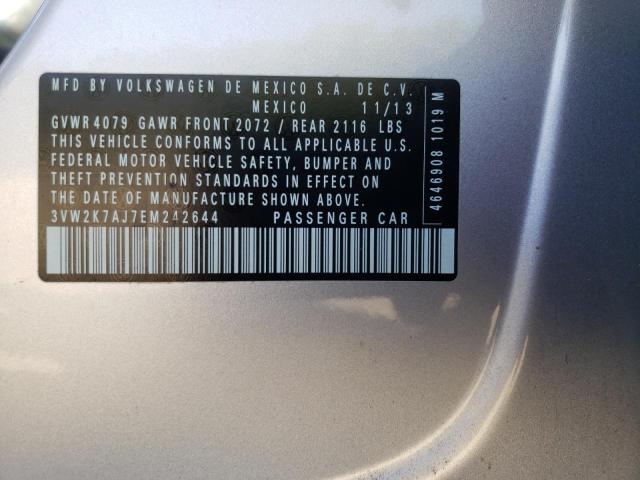 MFD BY VOLKSWAGEN DE MEXICO S.A. DE C.V.
MEXICO 11/13
GVWR 4079 GAWR FRONT 2072 / REAR 2116 LBS
THIS VEHICLE CONFORMS TO ALL APPLICABLE U.S.
FEDERAL MOTOR VEHICLE SAFETY, BUMPER AND
THEFT PREVENTION STANDARDS IN EFFECT ON
THE DATE OF MANUFACTURE SHOWN ABOVE.
3VW2K7AJ7EM242644 PASSENGER CAR
4646908 1019 M